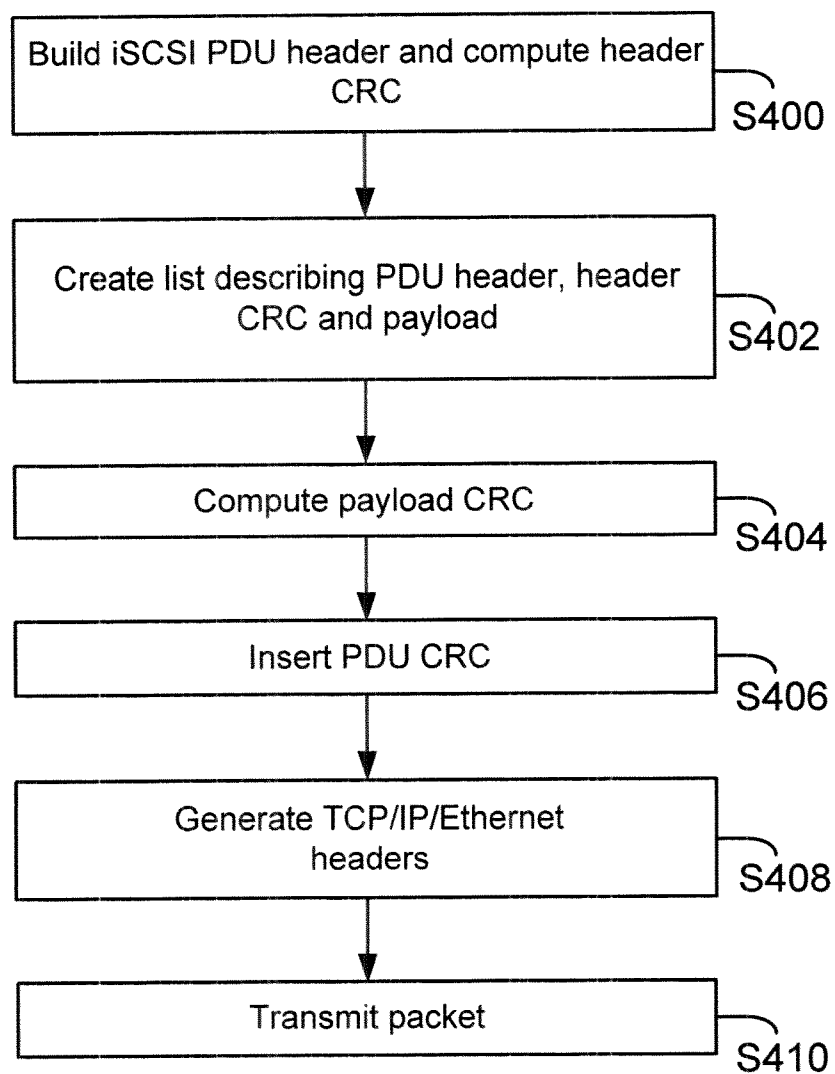 Build iSCSI PDU header and compute header
CRC
S400
Create list describing PDU header, header
CRC and payload
S402
Compute payload CRC
S404
Insert PDU CRC
S406
Generate TCP/IP/Ethernet
headers
S408
Transmit packet
S410